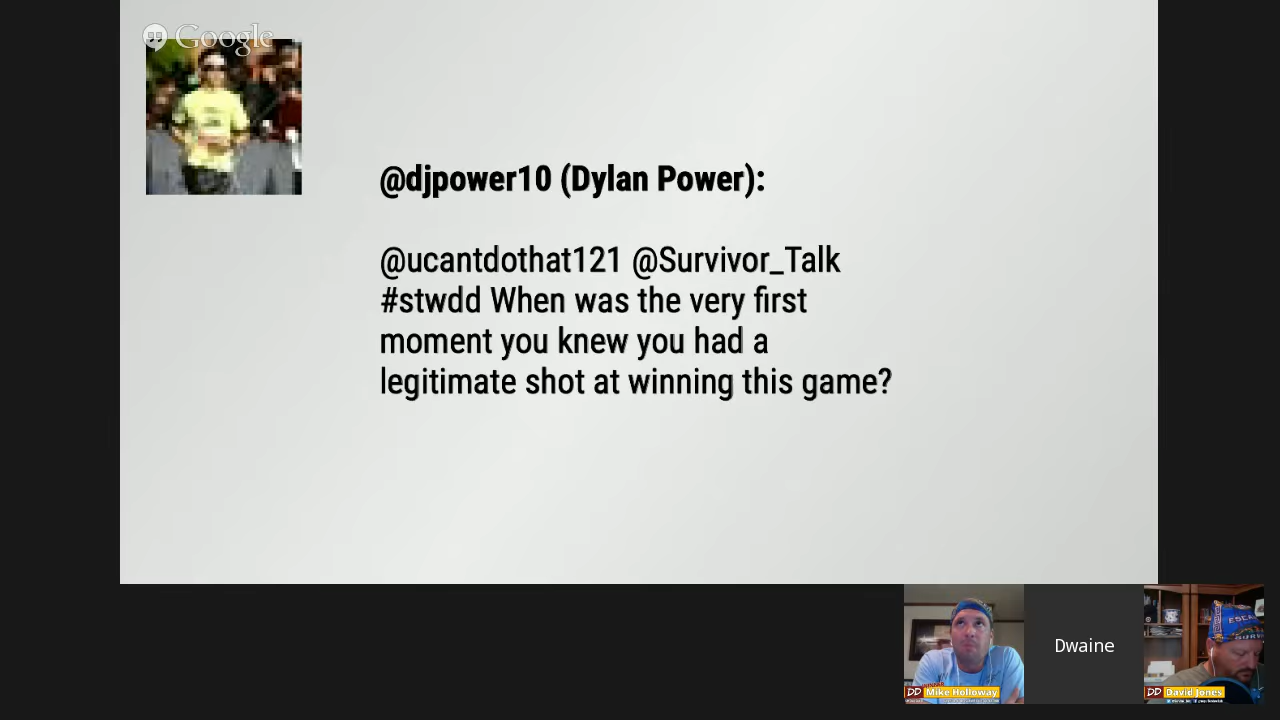 Google
@djpower10 (Dylan Power):
@ucantdothat121 @Survivor_Talk
#stwdd When was the very first
moment you knew you had a
legitimate shot at winning this game?
Dwaine
DD Mike Holloway
DD David Jones